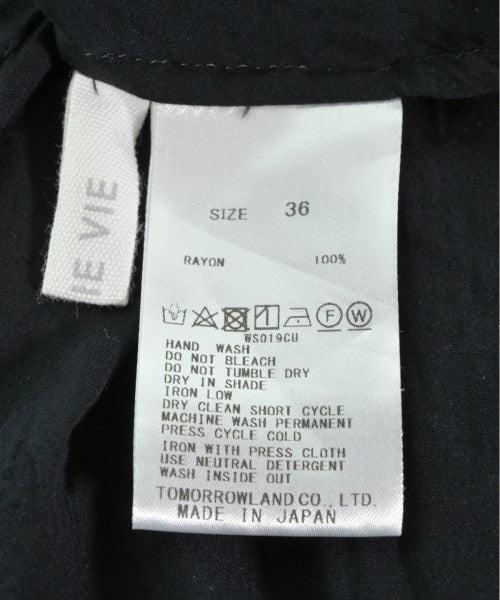 IE VIE
SIZE 36
RAYON 100%
F W
WS019CU
HAND WASH
DO NOT BLEACH
DO NOT TUMBLE DRY
DRY IN SHADE
IRON LOW
DRY CLEAN SHORT CYCLE
MACHINE WASH PERMANENT
PRESS CYCLE COLD
IRON WITH PRESS CLOTH
USE NEUTRAL DETERGENT
WASH INSIDE OUT
TOMORROWLAND CO., LTD.
MADE IN JAPAN